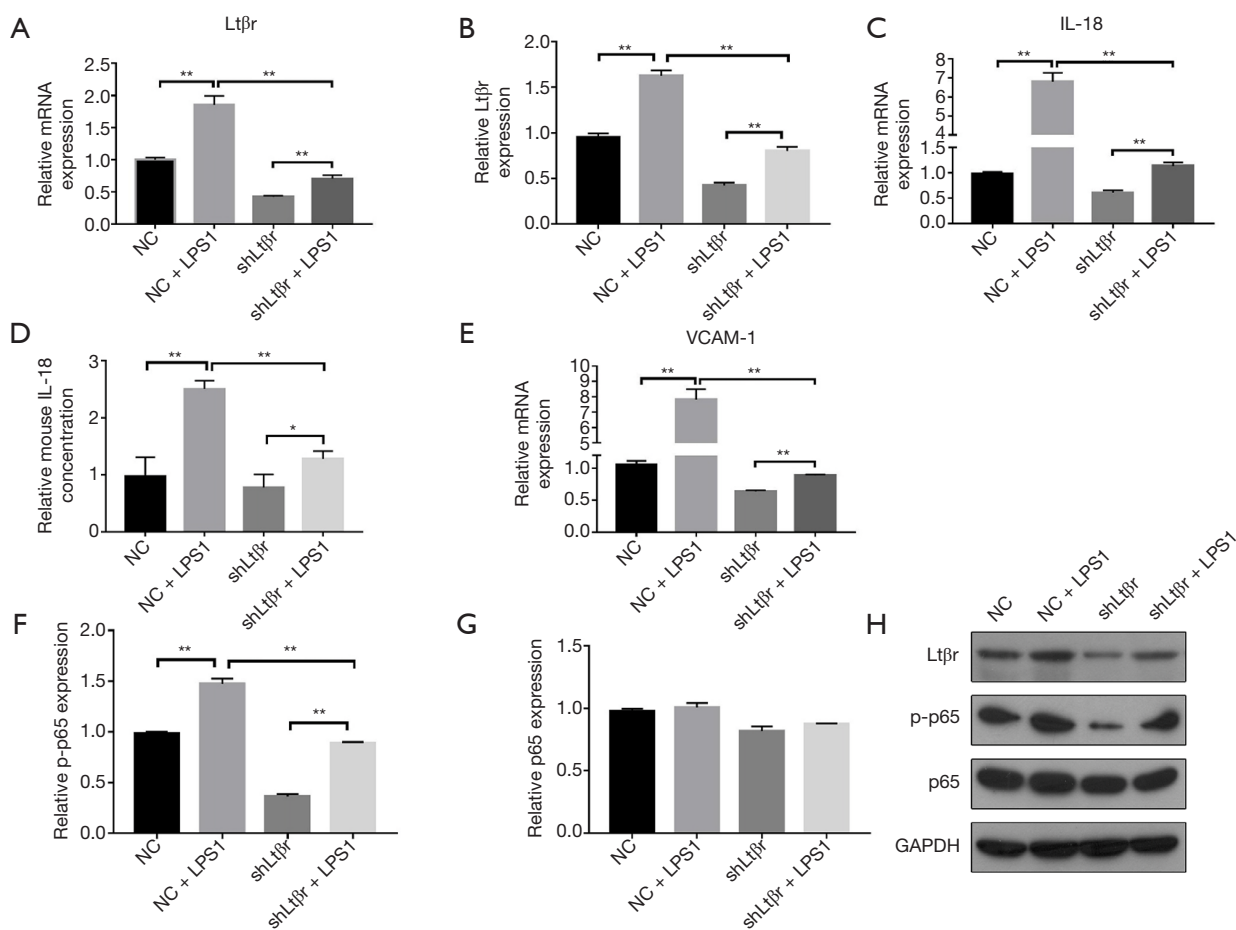 A
Ltβr
Relative mRNA
expression
2.5
2.0
1.5
1.0
0.5
0.0
**
**
**
NC
NC + LPS1
shLtβr
shLtβr + LPS1
B
Relative Ltβr
expression
2.0
1.5
1.0
0.5
0.0
**
**
**
NC
NC + LPS1
shLtβr
shLtβr + LPS1
C
IL-18
Relative mRNA
expression
8
7
6
5
4
3
2
1.5
1.0
0.5
0.0
**
**
**
NC
NC + LPS1
shLtβr
shLtβr + LPS1
D
Relative mouse IL-18
concentration
3
2
1
0
**
**
*
NC
NC + LPS1
shLtβr
shLtβr + LPS1
E
VCAM-1
Relative mRNA
expression
10
9
8
7
6
5
1.0
0.5
0.0
**
**
**
NC
NC + LPS1
shLtβr
shLtβr + LPS1
F
Relative p-p65 expression
2.0
1.5
1.0
0.5
0.0
**
**
**
NC
NC + LPS1
shLtβr
shLtβr + LPS1
G
Relative p65 expression
1.5
1.0
0.5
0.0
NC
NC + LPS1
shLtβr
shLtβr + LPS1
H
NC
NC + LPS1
shLtβr
shLtβr + LPS1
Ltβr
p-p65
p65
GAPDH